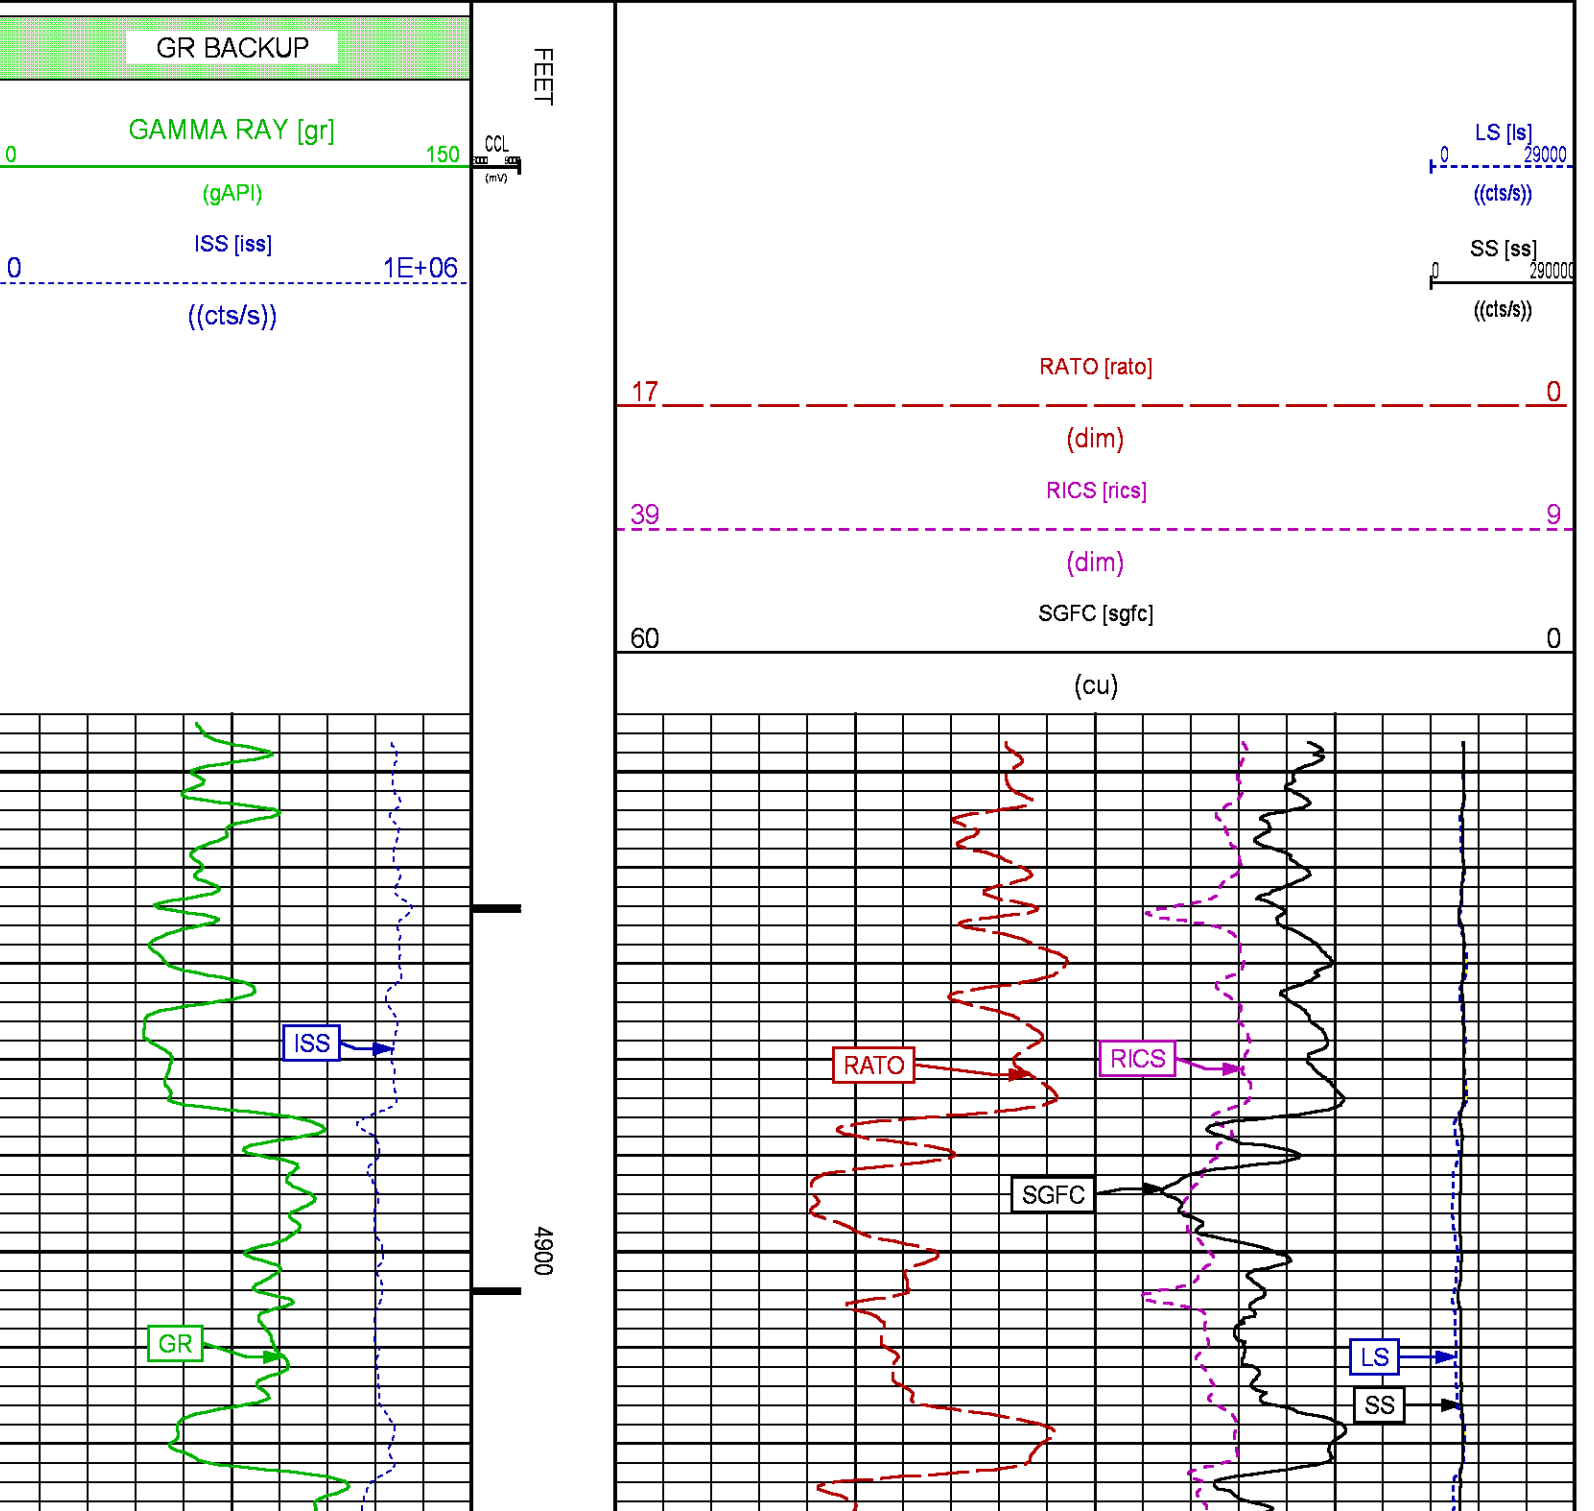 GR BACKUP
GAMMA RAY [gr]
0 150
(gAPI)
ISS [iss]
0 1E+06
((cts/s))
FEET
CCL
(mV)
LS [ls]
0 29000
((cts/s))
SS [ss]
0 290000
((cts/s))
RATO [rato]
17 0
(dim)
RICS [rics]
39 9
(dim)
SGFC [sgfc]
60 0
(cu)
ISS
RATO
RICS
SGFC
4900
GR
LS
SS